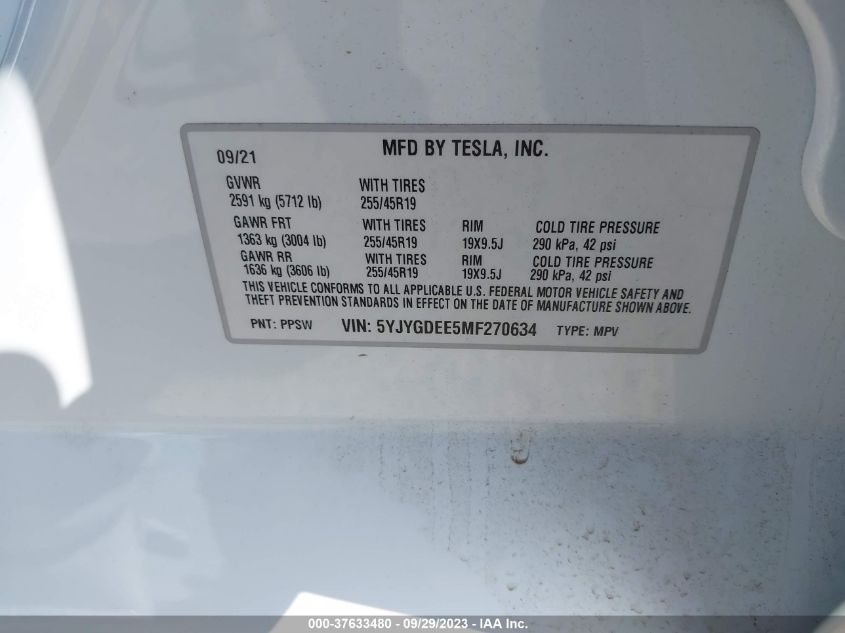 09/21 MFD BY TESLA, INC.
GVWR WITH TIRES
2591 kg (5712 lb) 255/45R19
GAWR FRT WITH TIRES RIM COLD TIRE PRESSURE
1363 kg (3004 lb) 255/45R19 19X9.5J 290 kPa, 42 psi
GAWR RR WITH TIRES RIM COLD TIRE PRESSURE
1636 kg (3606 lb) 255/45R19 19X9.5J 290 kPa, 42 psi
THIS VEHICLE CONFORMS TO ALL APPLICABLE U.S. FEDERAL MOTOR VEHICLE SAFETY AND
THEFT PREVENTION STANDARDS IN EFFECT ON THE DATE OF MANUFACTURE SHOWN ABOVE.
PNT: PPSW VIN: 5YJYGDEE5MF270634 TYPE: MPV
000-37633480 - 09/29/2023 - IAA Inc.